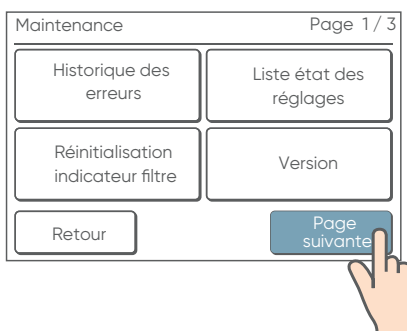 Maintenance Page 1 / 3
Historique des
erreurs
Liste état des
réglages
Réinitialisation
indicateur filtre
Version
Retour
Page
suivante